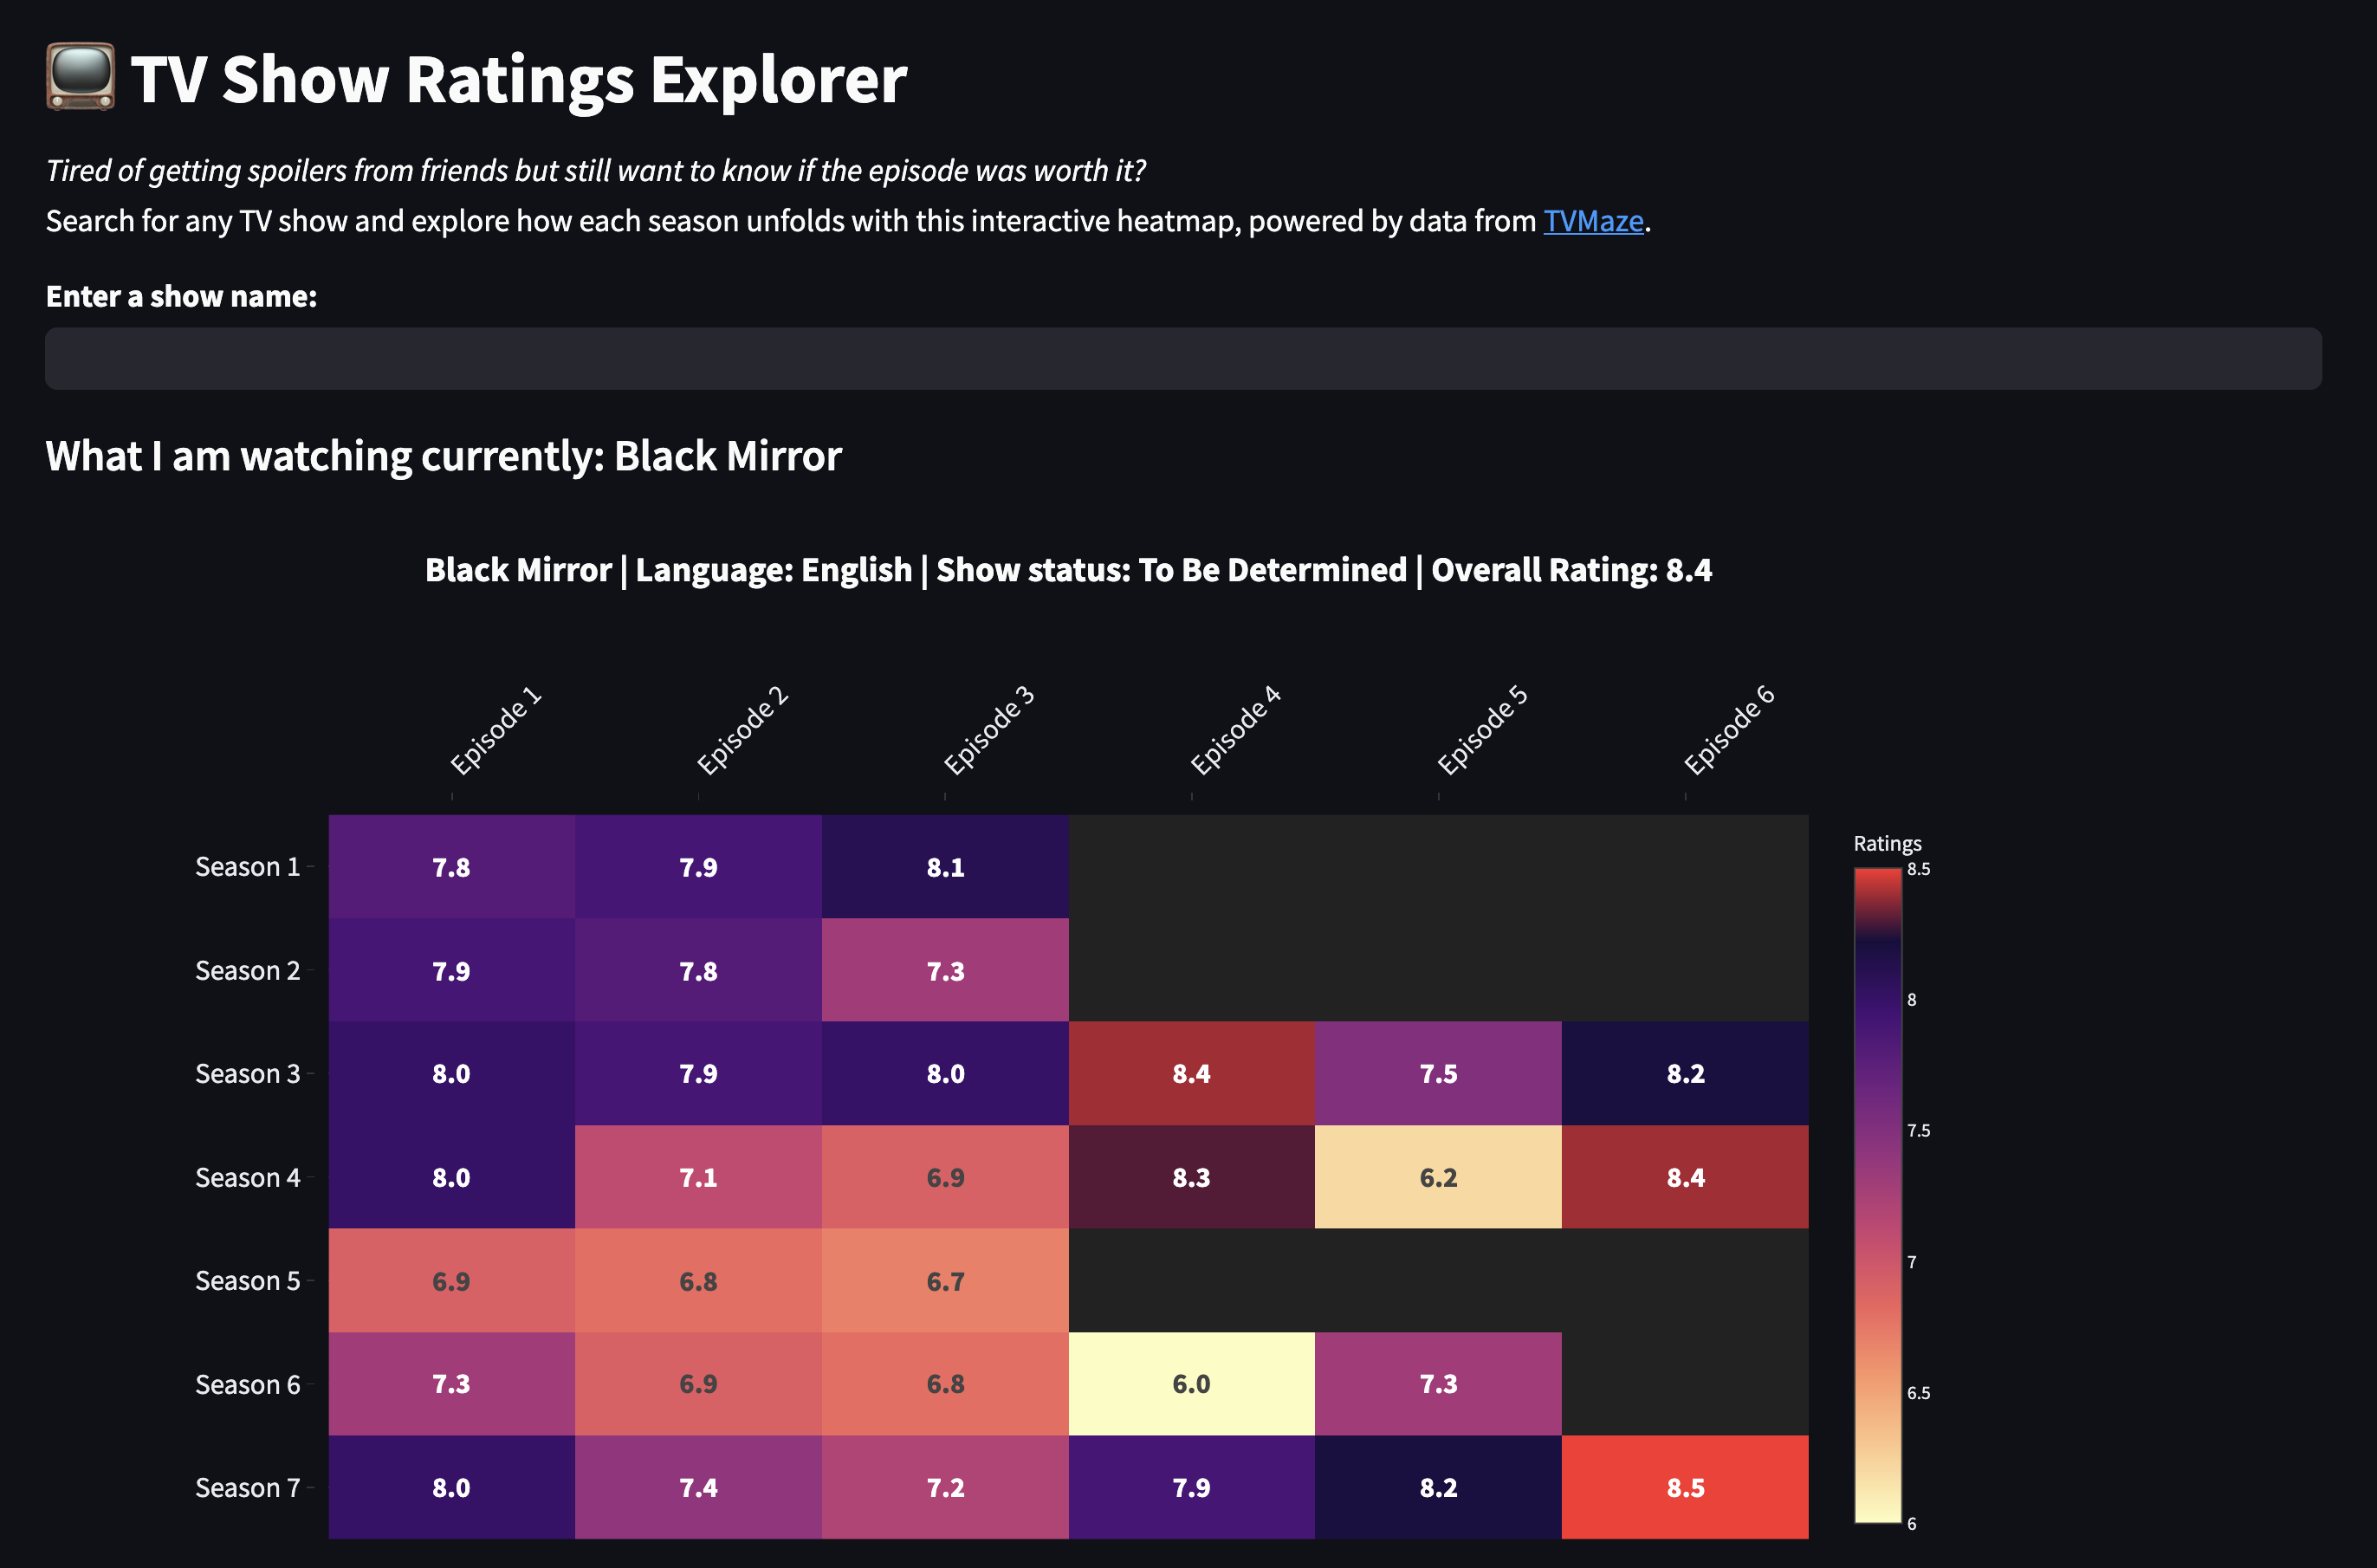 TV Show Ratings Explorer
Tired of getting spoilers from friends but still want to know if the episode was worth it?
Search for any TV show and explore how each season unfolds with this interactive heatmap, powered by data from TVMaze.
Enter a show name:
What I am watching currently: Black Mirror
Black Mirror | Language: English | Show status: To Be Determined | Overall Rating: 8.4
Episode 1 Episode 2 Episode 3 Episode 4 Episode 5 Episode 6
Season 1 7.8 7.9 8.1
Season 2 7.9 7.8 7.3
Season 3 8.0 7.9 8.0 8.4 7.5 8.2
Season 4 8.0 7.1 6.9 8.3 6.2 8.4
Season 5 6.9 6.8 6.7
Season 6 7.3 6.9 6.8 6.0 7.3
Season 7 8.0 7.4 7.2 7.9 8.2 8.5
Ratings
8.5
8
7.5
7
6.5
6